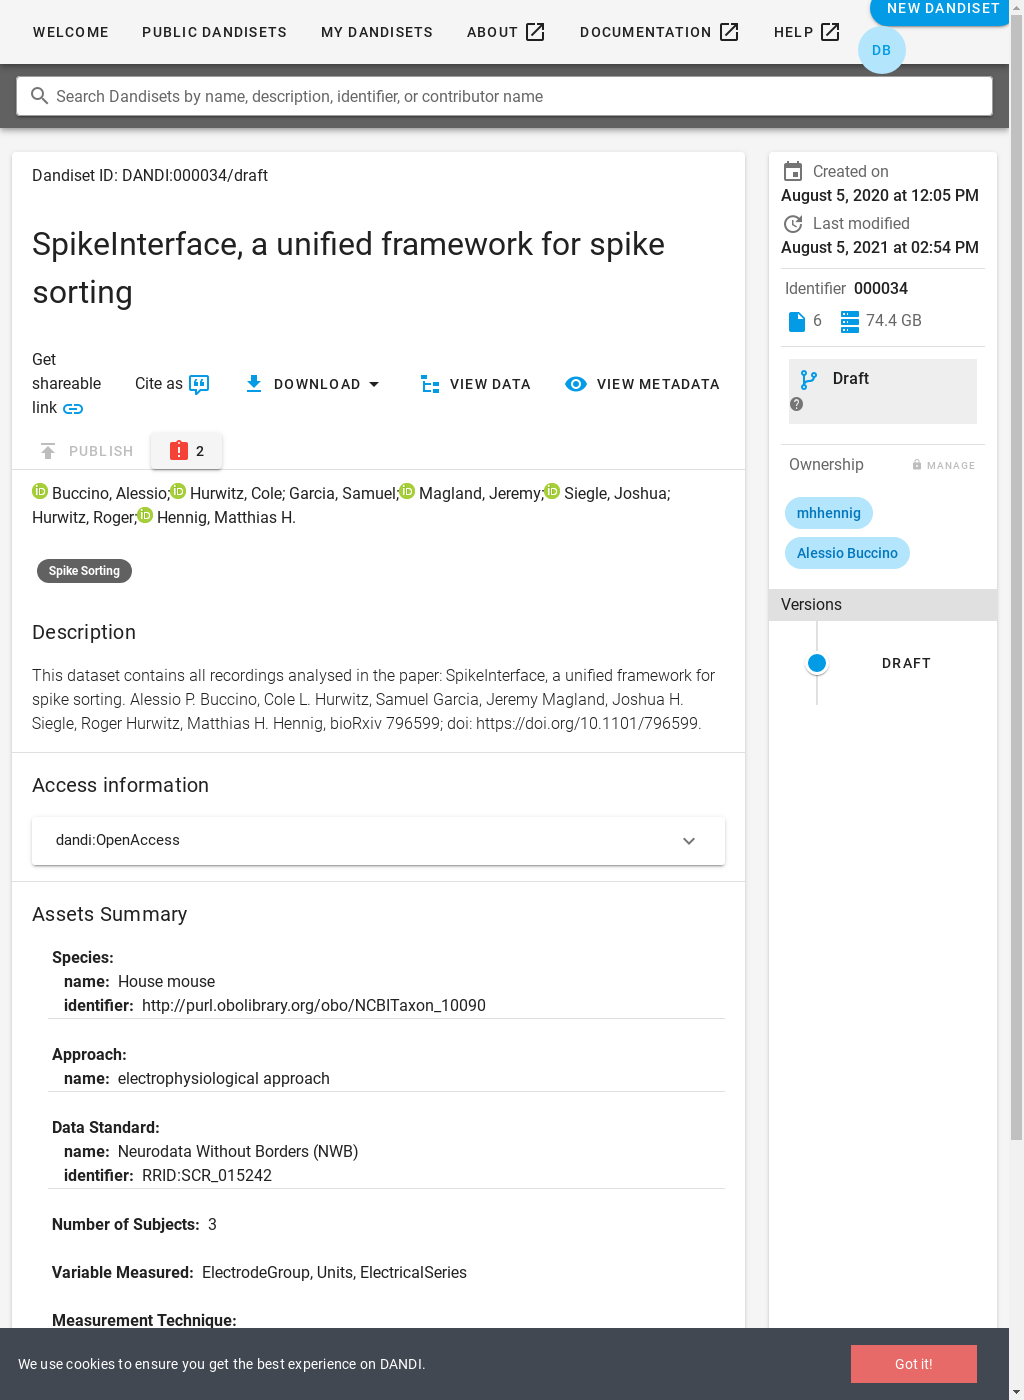 WELCOME PUBLIC DANDISETS MY DANDISETS ABOUT DOCUMENTATION HELP NEW DANDISET
DB
Search Dandisets by name, description, identifier, or contributor name
Dandiset ID: DANDI:000034/draft
SpikeInterface, a unified framework for spike
sorting
Get
shareable
link
Cite as DOWNLOAD VIEW DATA VIEW METADATA
PUBLISH 2
Buccino, Alessio; Hurwitz, Cole; Garcia, Samuel; Magland, Jeremy; Siegle, Joshua;
Hurwitz, Roger; Hennig, Matthias H.
Spike Sorting
Description
This dataset contains all recordings analysed in the paper: SpikeInterface, a unified framework for
spike sorting. Alessio P. Buccino, Cole L. Hurwitz, Samuel Garcia, Jeremy Magland, Joshua H.
Siegle, Roger Hurwitz, Matthias H. Hennig, bioRxiv 796599; doi: https://doi.org/10.1101/796599.
Access information
dandi:OpenAccess
Assets Summary
Species:
name: House mouse
identifier: http://purl.obolibrary.org/obo/NCBITaxon_10090
Approach:
name: electrophysiological approach
Data Standard:
name: Neurodata Without Borders (NWB)
identifier: RRID:SCR_015242
Number of Subjects: 3
Variable Measured: ElectrodeGroup, Units, ElectricalSeries
Measurement Technique:
Created on
August 5, 2020 at 12:05 PM
Last modified
August 5, 2021 at 02:54 PM
Identifier 000034
6 74.4 GB
Draft
Ownership MANAGE
mhhennig
Alessio Buccino
Versions
DRAFT
We use cookies to ensure you get the best experience on DANDI.
Got it!